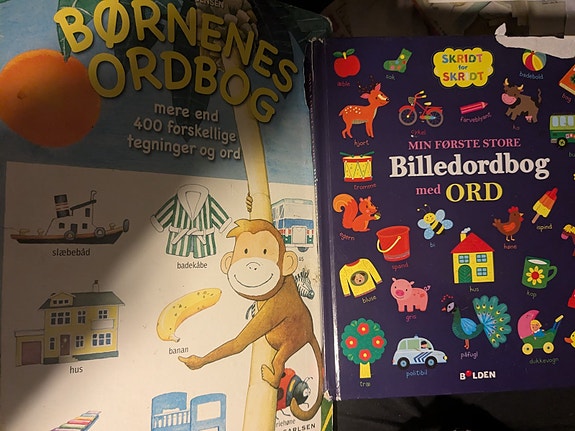 BØRNENES
ORDBOG
mere end
400 forskellige
tegninger og ord
slæbebåd
badekåbe
hus
banan
CARLSEN
SKRIDT
for
SKRIDT
æble
sok
badebold
hjort
cykel
farveblyant
ko
MIN FØRSTE STORE
Billedordbog
med ORD
tromme
egern
spand
bi
høne
ispind
bluse
gris
hus
kop
træ
politibil
påfugl
dukkevogn
BOLDEN